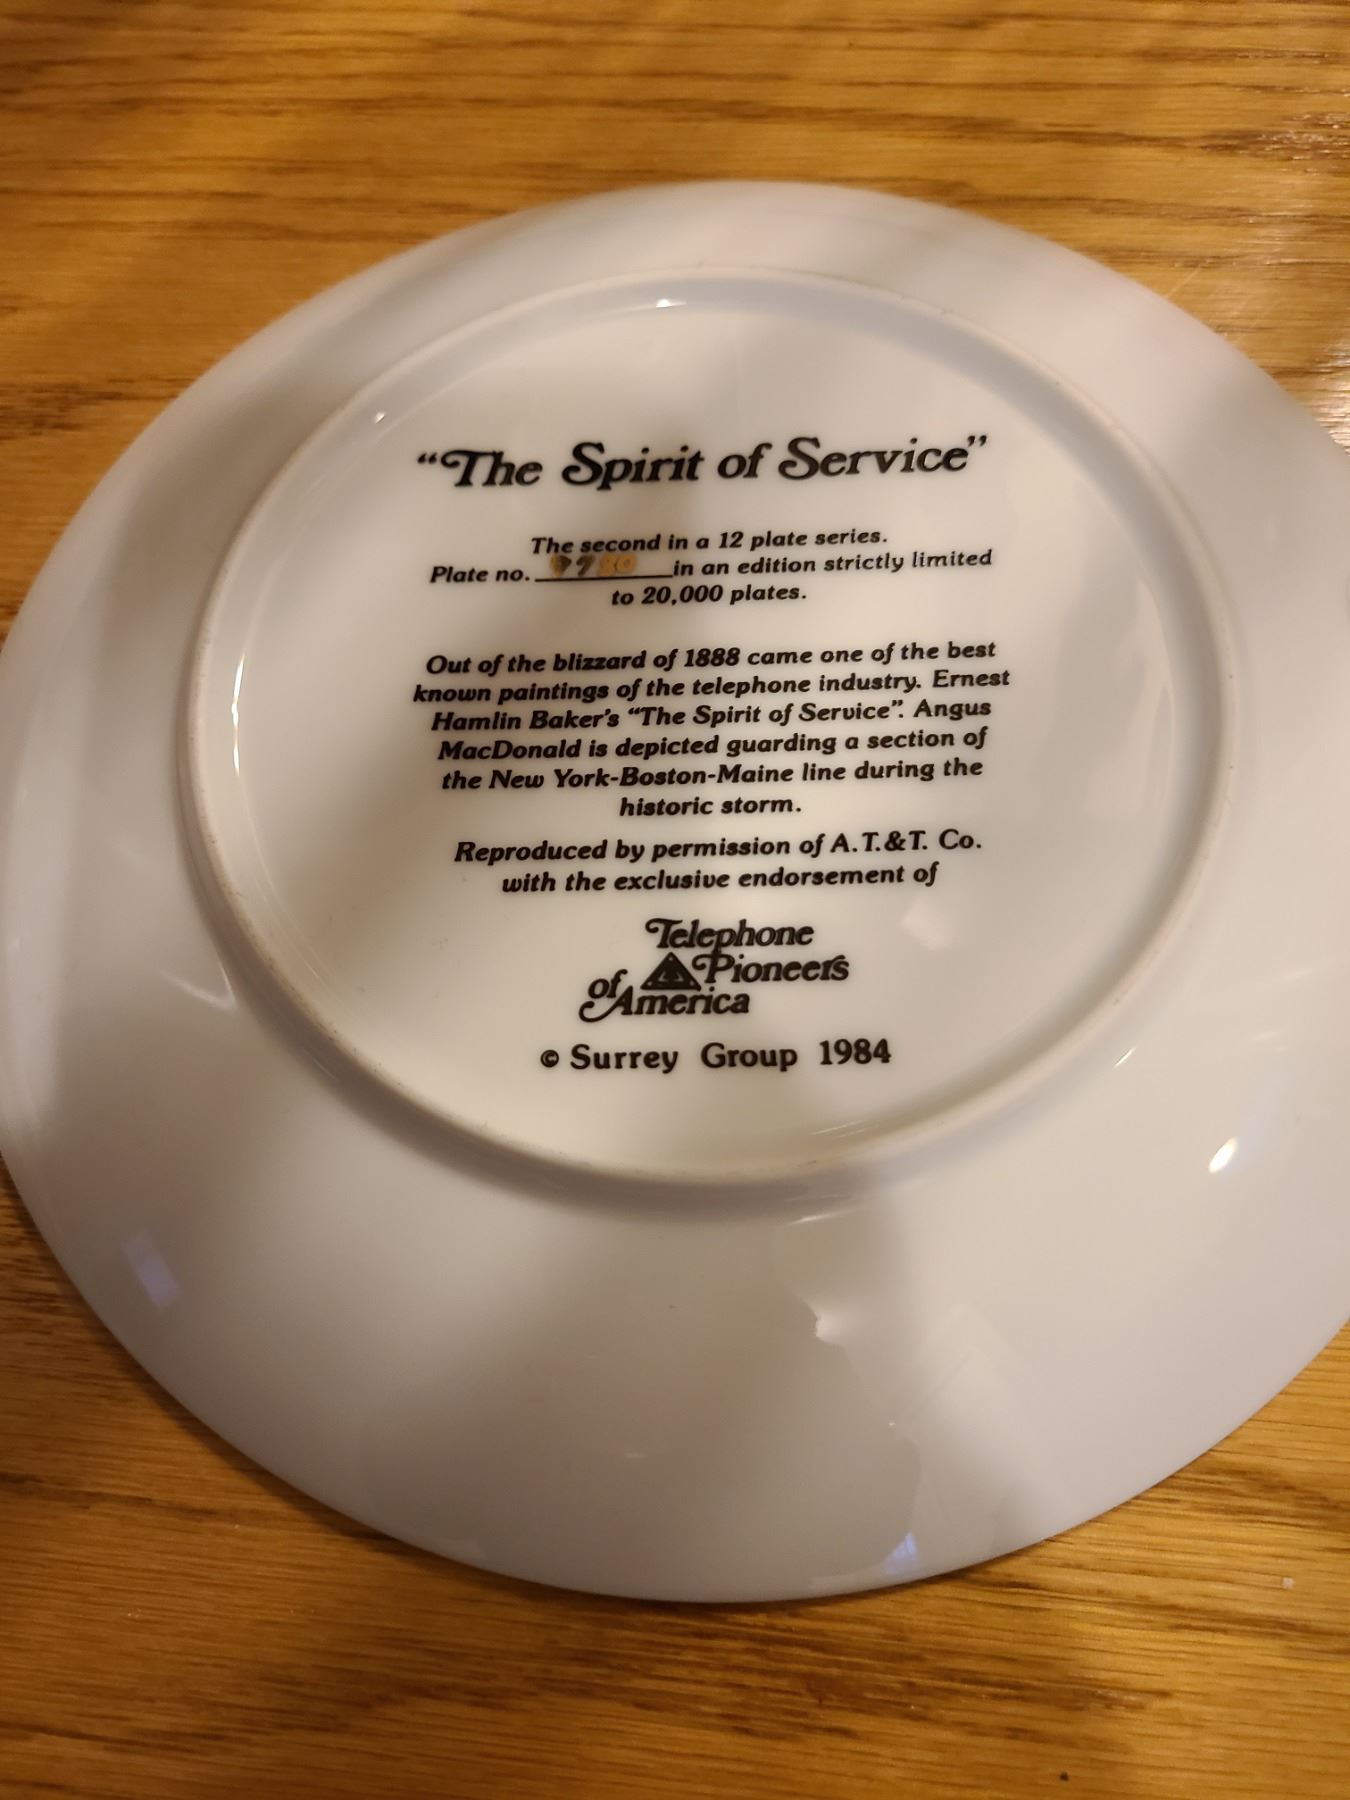 “The Spirit of Service”
The second in a 12 plate series.
Plate no. in an edition strictly limited
to 20,000 plates.
Out of the blizzard of 1888 came one of the best
known paintings of the telephone industry. Ernest
Hamlin Baker's “The Spirit of Service”. Angus
MacDonald is depicted guarding a section of
the New York-Boston-Maine line during the
historic storm.
Reproduced by permission of A.T.&T. Co.
with the exclusive endorsement of
Telephone
Pioneers
of America
© Surrey Group 1984